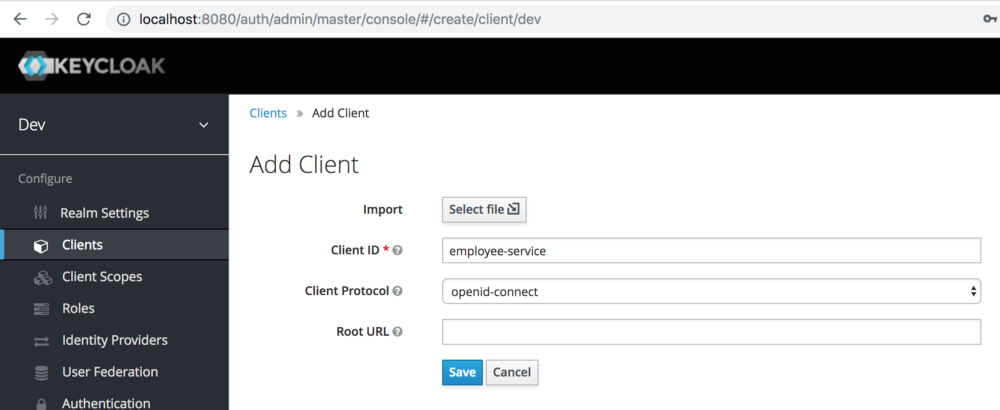 localhost:8080/auth/admin/master/console/#/create/client/dev
KEYCLOAK
Dev
Configure
Realm Settings
Clients
Client Scopes
Roles
Identity Providers
User Federation
Authentication
Clients » Add Client
Add Client
Import Select file
Client ID * employee-service
Client Protocol openid-connect
Root URL
Save Cancel